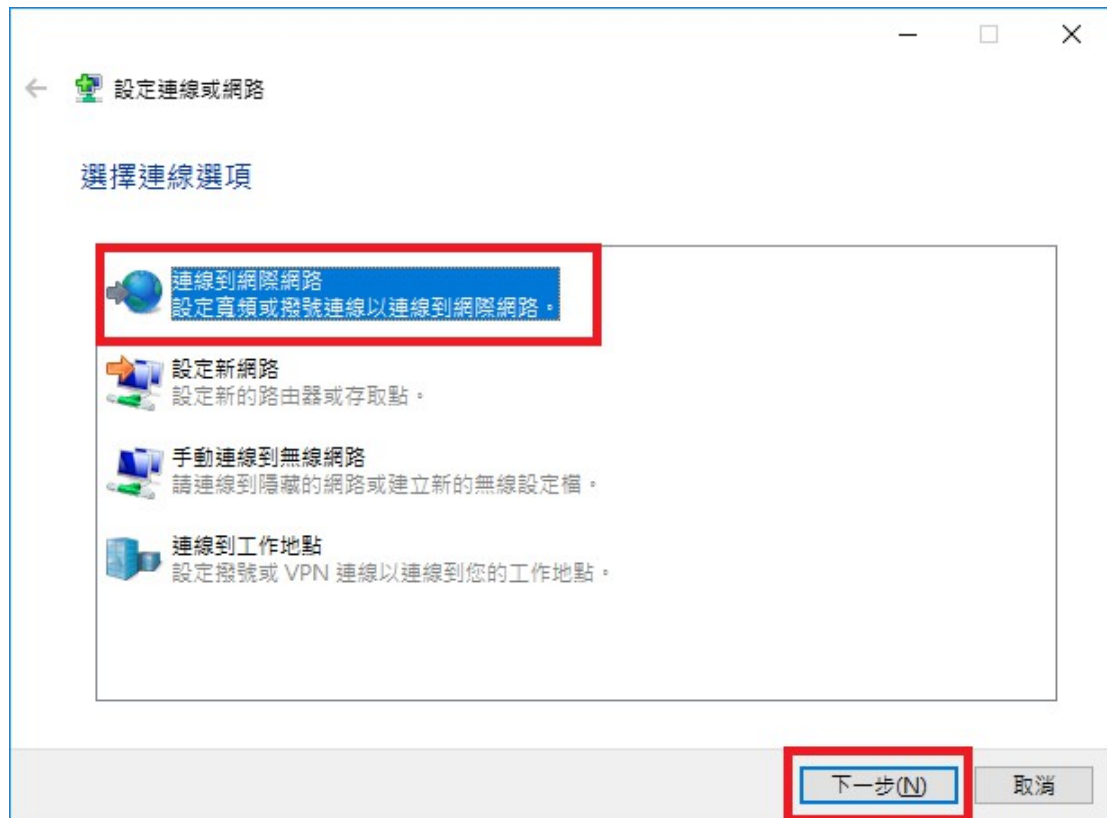 設定連線或網路
選擇連線選項
連線到網際網路
設定寬頻或撥號連線以連線到網際網路。
設定新網路
設定新的路由器或存取點。
手動連線到無線網路
請連線到隱藏的網路或建立新的無線設定檔。
連線到工作地點
設定撥號或 VPN 連線以連線到您的工作地點。
下一步(N)
取消